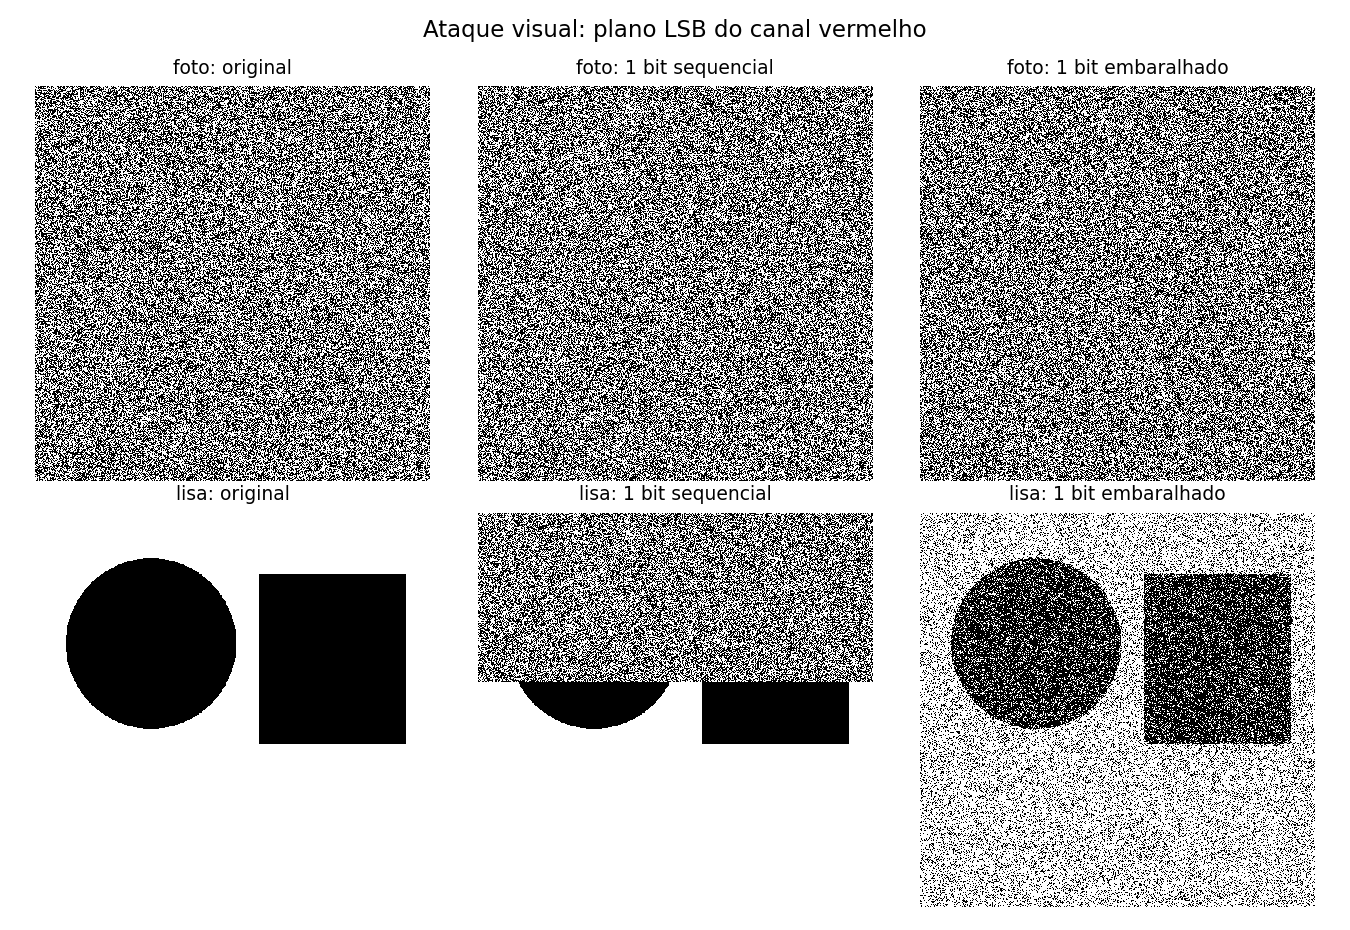 Ataque visual: plano LSB do canal vermelho
foto: original
foto: 1 bit sequencial
foto: 1 bit embaralhado
lisa: original
lisa: 1 bit sequencial
lisa: 1 bit embaralhado